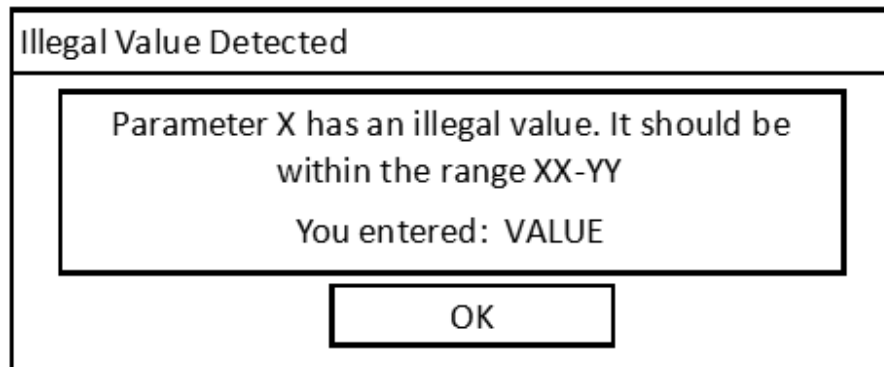 Illegal Value Detected
Parameter X has an illegal value. It should be
within the range XX-YY
You entered: VALUE
OK